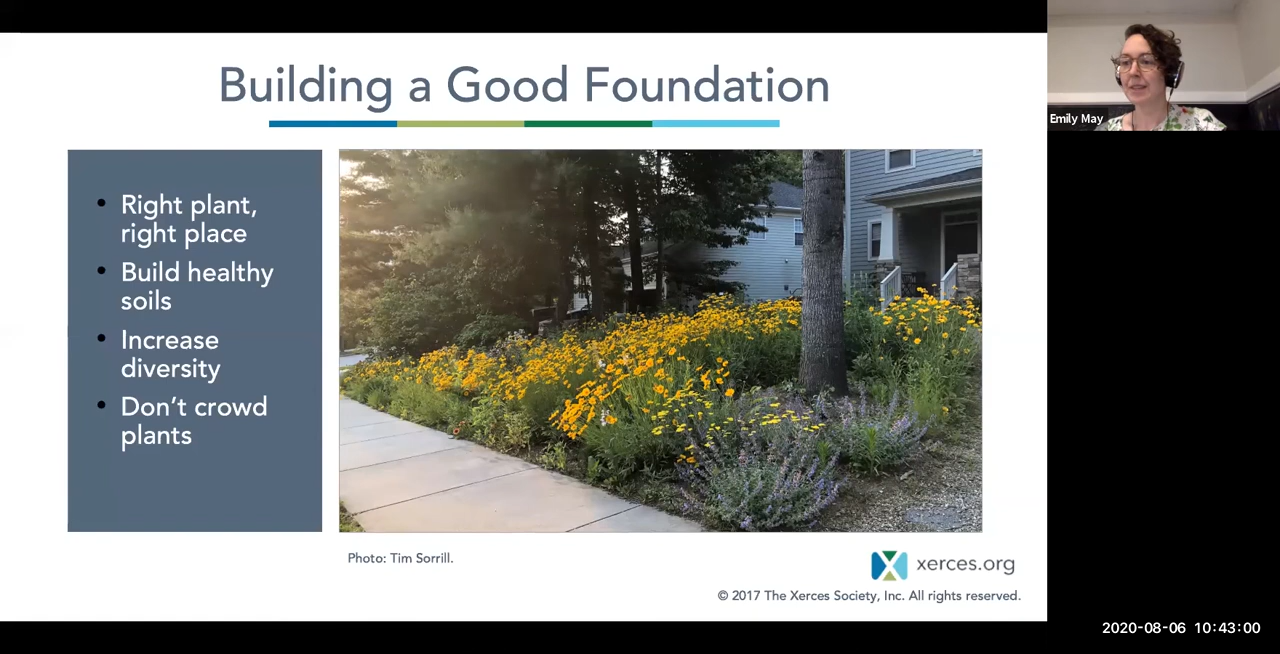 Building a Good Foundation
Emily May
• Right plant,
right place
• Build healthy
soils
• Increase
diversity
• Don't crowd
plants
Photo: Tim Sorrill.
xerces.org
© 2017 The Xerces Society, Inc. All rights reserved.
2020-08-06 10:43:00